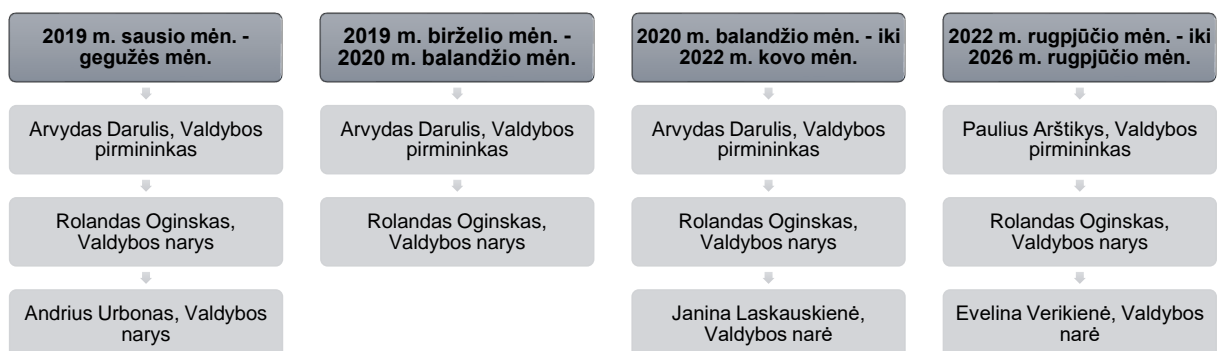 2019 m. sausio mėn. -
gegužės mėn.
Arvydas Darulis, Valdybos
pirmininkas
Rolandas Oginskas,
Valdybos narys
Andrius Urbonas, Valdybos
narys
2019 m. birželio mėn. -
2020 m. balandžio mėn.
Arvydas Darulis, Valdybos
pirmininkas
Rolandas Oginskas,
Valdybos narys
2020 m. balandžio mėn. - iki
2022 m. kovo mėn.
Arvydas Darulis, Valdybos
pirmininkas
Rolandas Oginskas,
Valdybos narys
Janina Laskauskienė,
Valdybos narė
2022 m. rugpjūčio mėn. - iki
2026 m. rugpjūčio mėn.
Paulius Arštikys, Valdybos
pirmininkas
Rolandas Oginskas,
Valdybos narys
Evelina Verikienė, Valdybos
narė